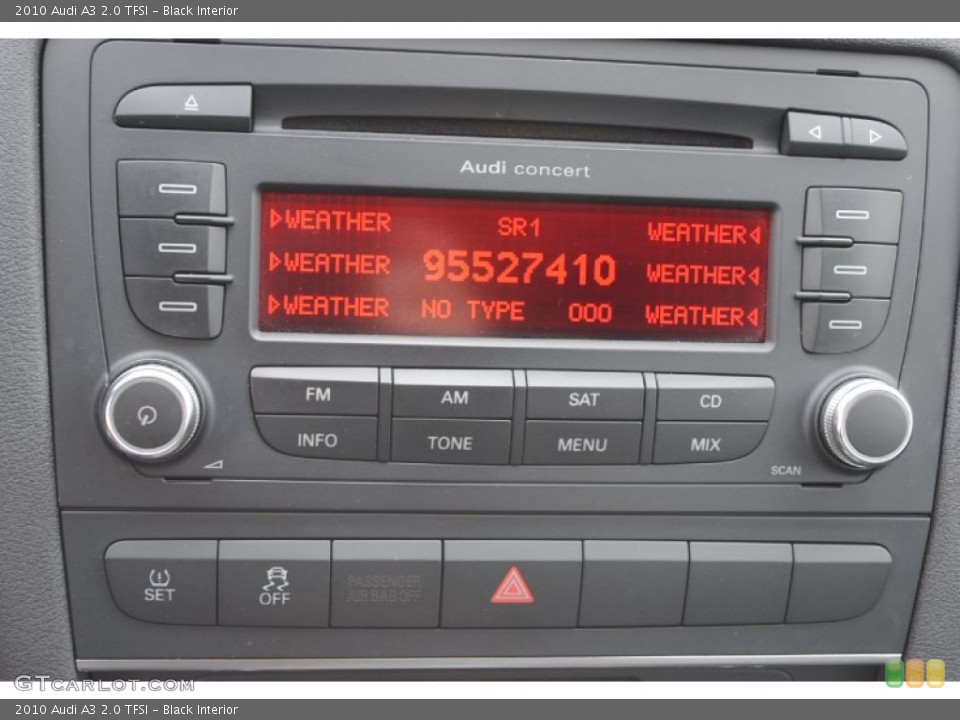 2010 Audi A3 2.0 TFSI - Black Interior
Audi concert
WEATHER SR1 WEATHER
WEATHER 95527410 WEATHER
WEATHER NO TYPE 000 WEATHER
FM AM SAT CD
INFO TONE MENU MIX
SCAN
SET OFF PASSENGER AIRBAG OFF
GTcarlot.com
2010 Audi A3 2.0 TFSI - Black Interior